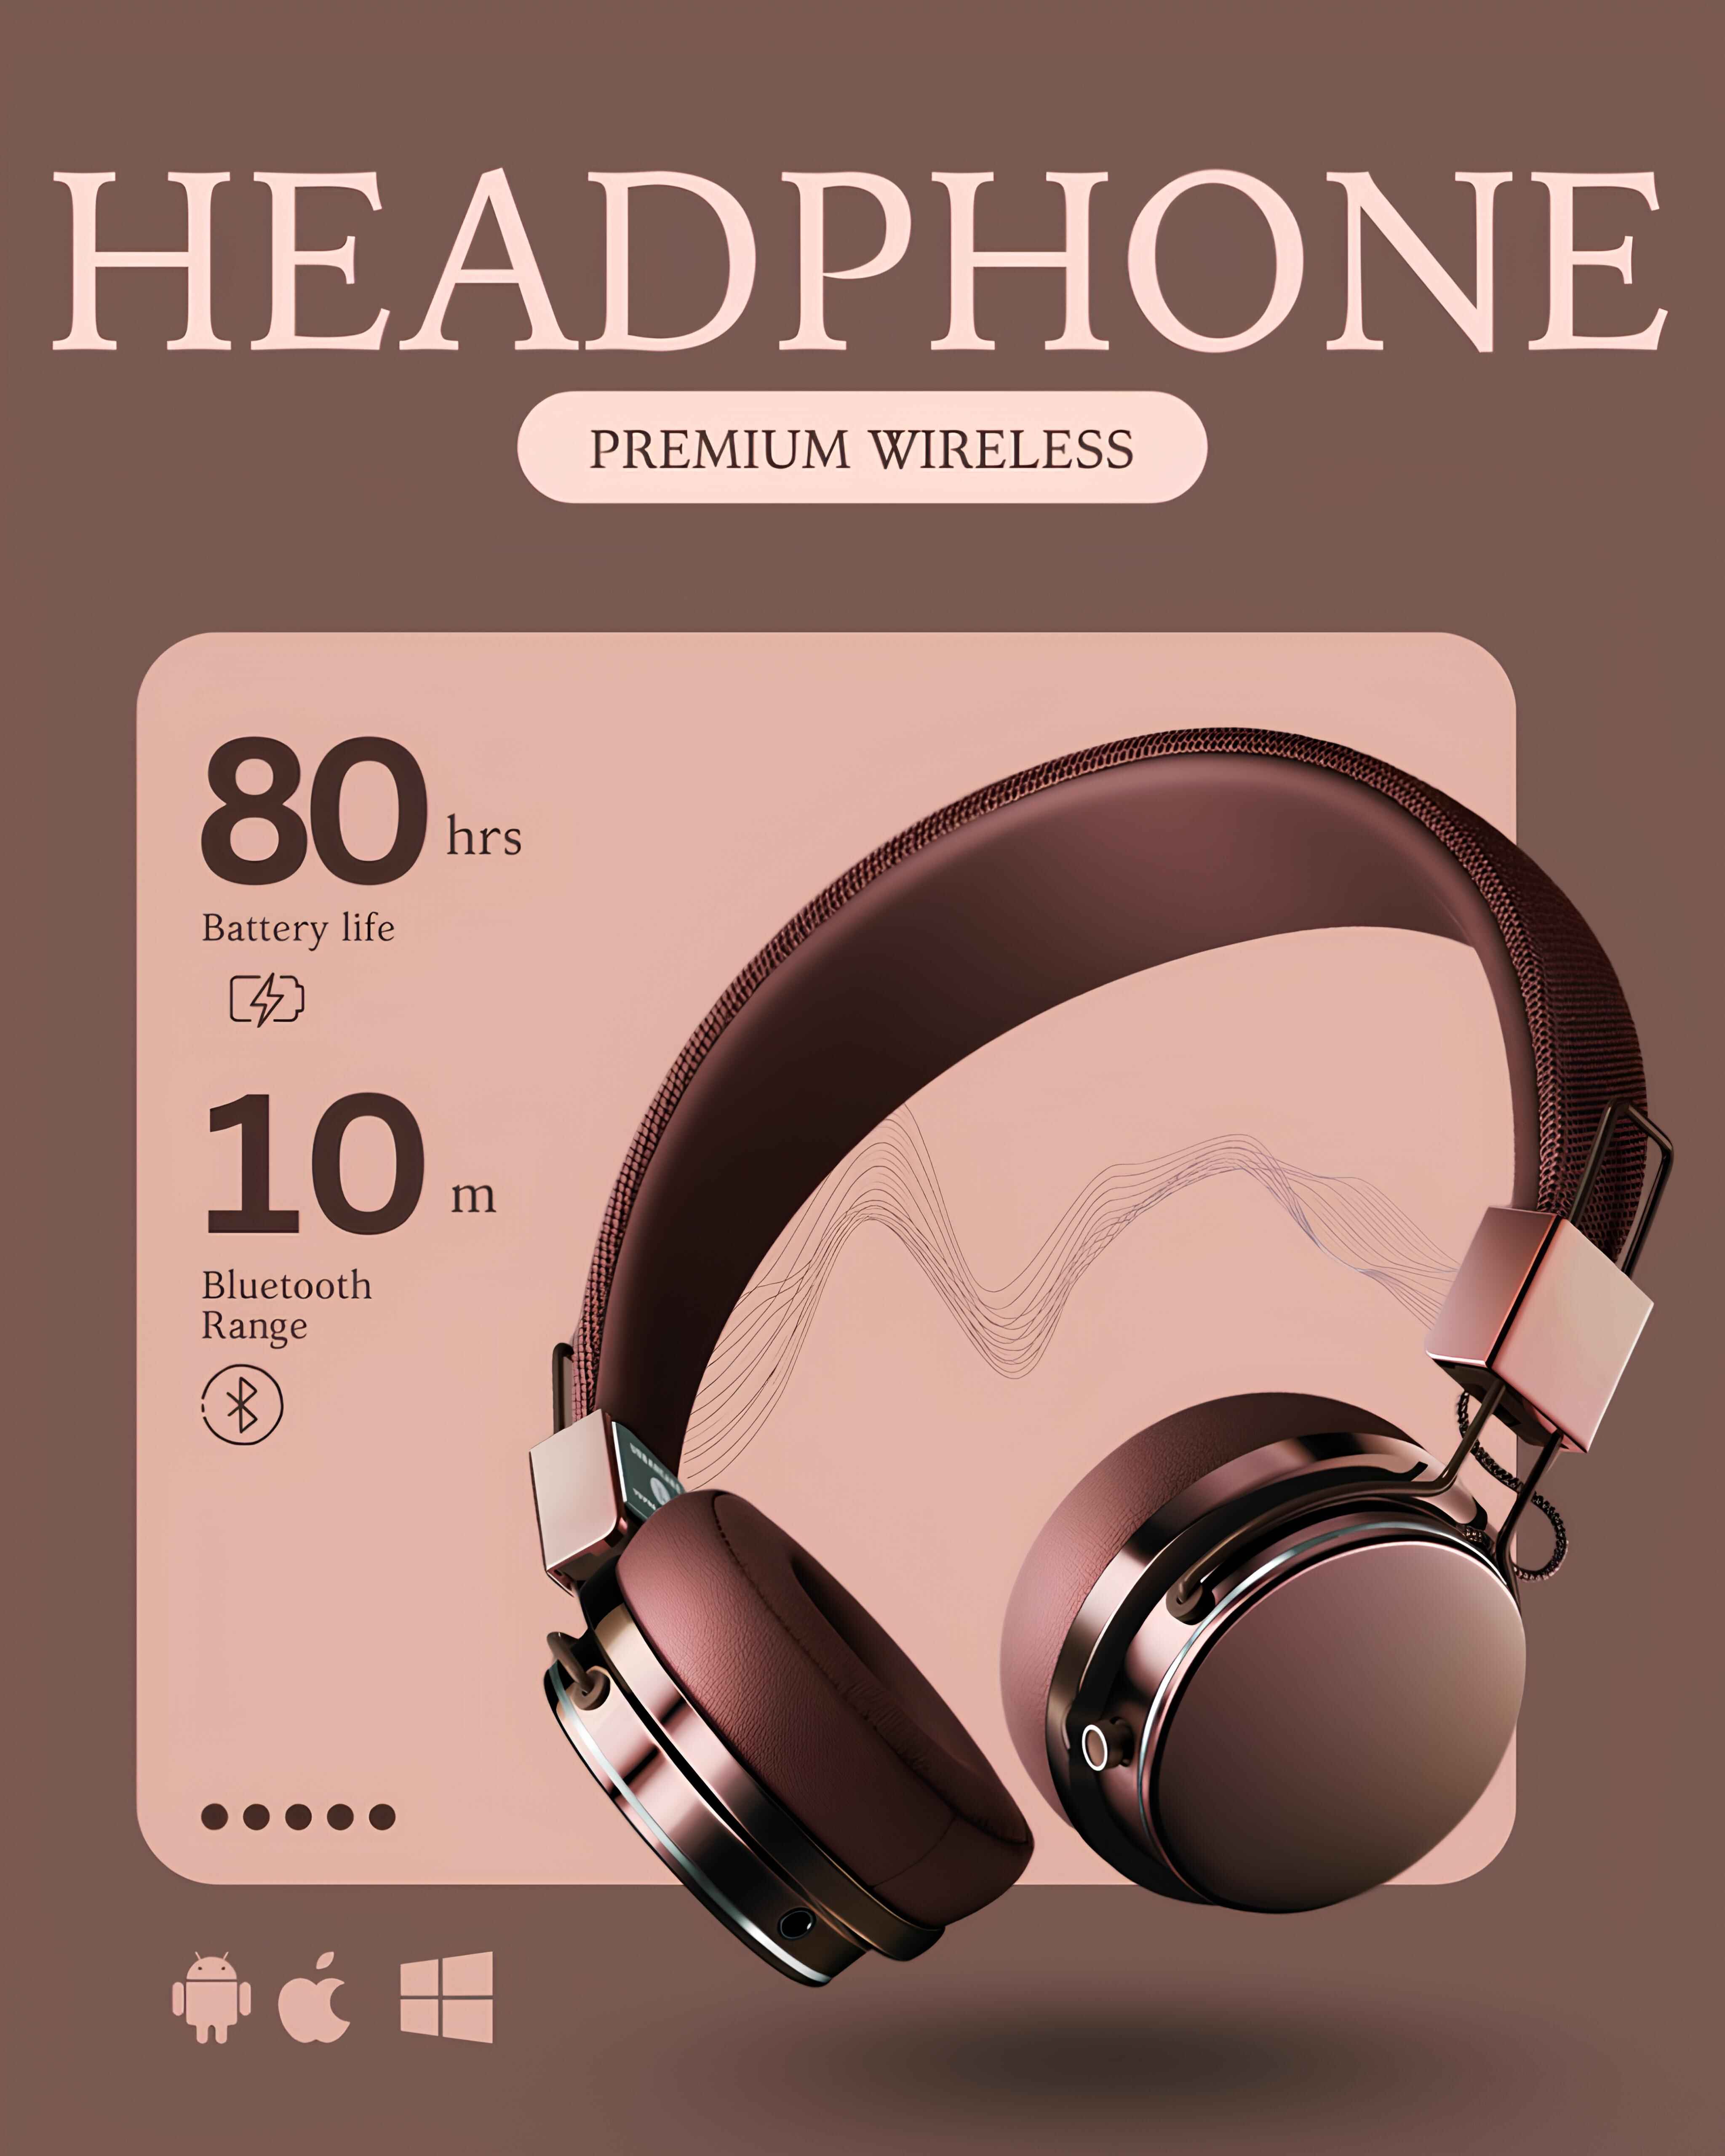 HEADPHONE
PREMIUM WIRELESS
80 hrs
Battery life
10 m
Bluetooth
Range